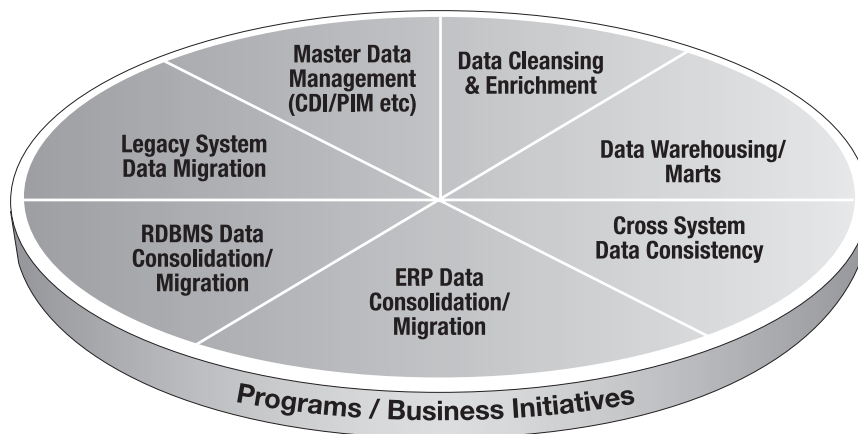 Master Data
Management
(CDI/PIM etc)
Data Cleansing
& Enrichment
Legacy System
Data Migration
Data Warehousing/
Marts
RDBMS Data
Consolidation/
Migration
ERP Data
Consolidation/
Migration
Cross System
Data Consistency
Programs / Business Initiatives